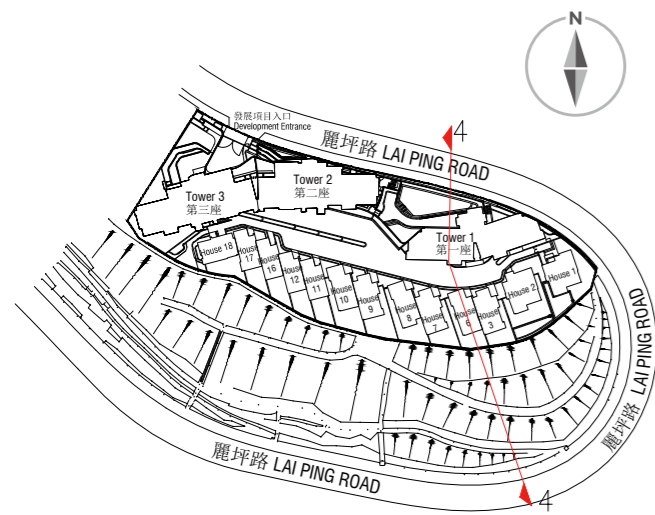 N
4
發展項目入口
Development Entrance
麗坪路 LAI PING ROAD
Tower 2
第二座
Tower 3
第三座
Tower 1
第一座
House 18
House
17
House
16
House
12
House
11
House
10
House
9
House
8
House
House
6
House
3
House 2
House 1
麗坪路 LAI PING ROAD
麗坪路 LAI PING ROAD
4